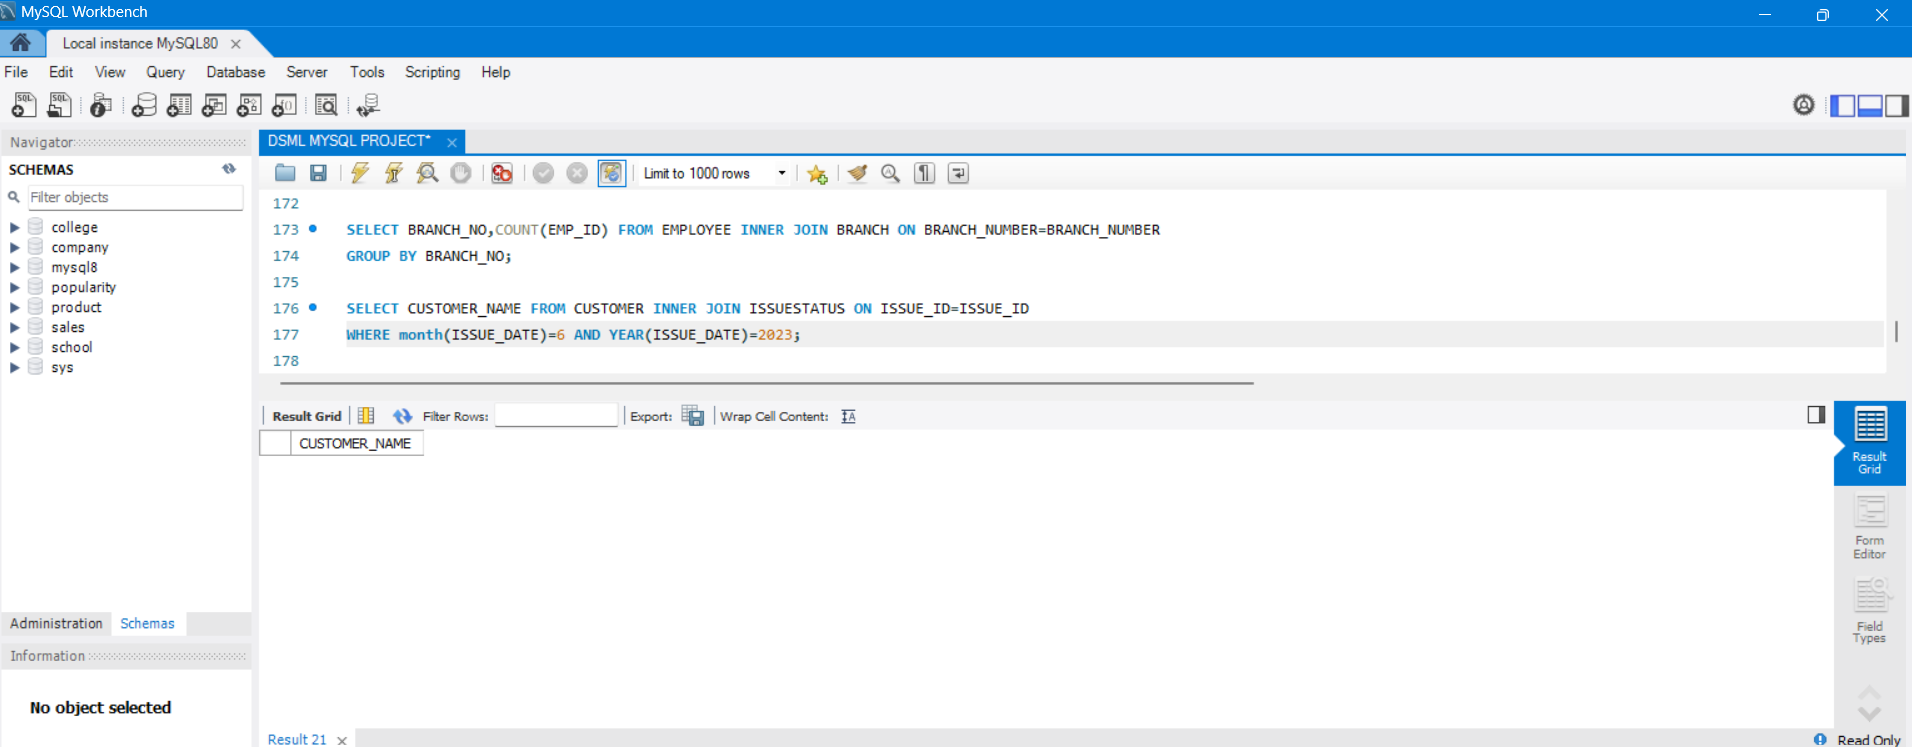 MySQL Workbench
Local instance MySQL80
File Edit View Query Database Server Tools Scripting Help
Navigator
SCHEMAS
Filter objects
college
company
mysql8
popularity
product
sales
school
sys
Administration Schemas
Information
No object selected
DSML MYSQL PROJECT*
Limit to 1000 rows
172
173 SELECT BRANCH_NO,COUNT(EMP_ID) FROM EMPLOYEE INNER JOIN BRANCH ON BRANCH_NUMBER=BRANCH_NUMBER
174 GROUP BY BRANCH_NO;
175
176 SELECT CUSTOMER_NAME FROM CUSTOMER INNER JOIN ISSUESTATUS ON ISSUE_ID=ISSUE_ID
177 WHERE month(ISSUE_DATE)=6 AND YEAR(ISSUE_DATE)=2023;
178
Result Grid Filter Rows: Export: Wrap Cell Content:
CUSTOMER_NAME
Result
Grid
Form
Editor
Field
Types
Result 21
Read Only